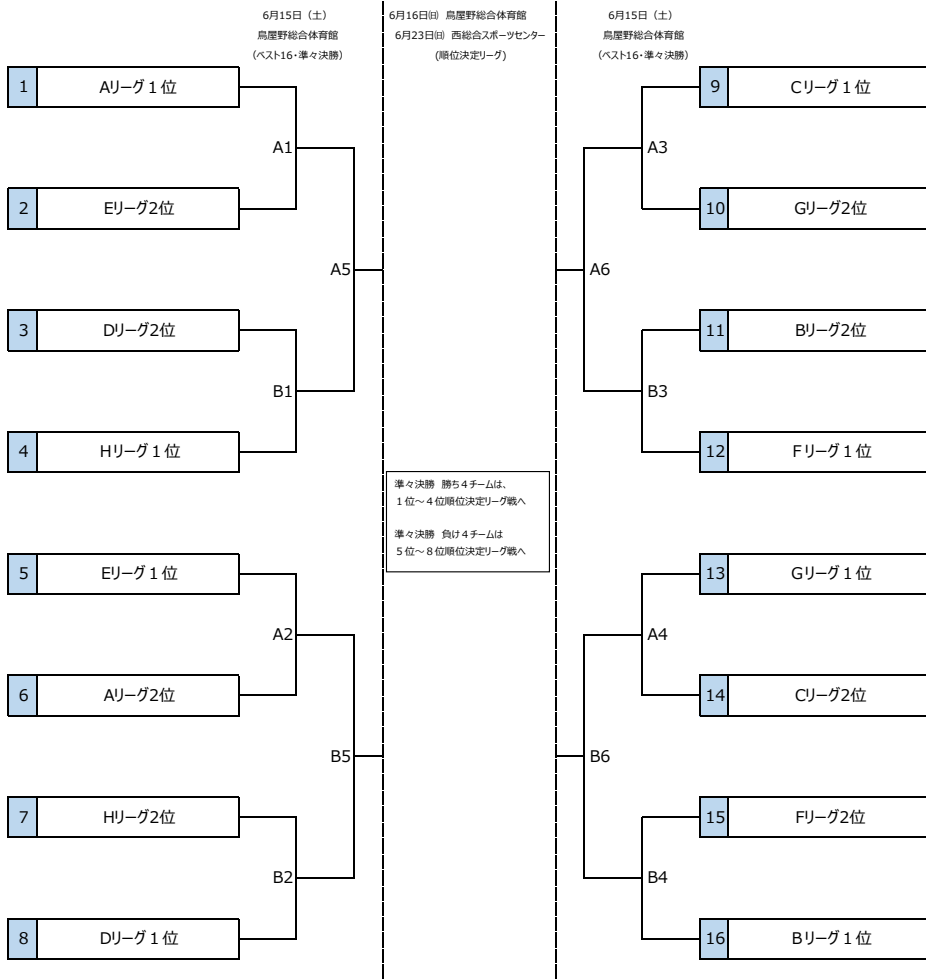 6月15日（土）
鳥屋野総合体育館
（ベスト16・準々決勝）
6月16日㈰ 鳥屋野総合体育館
6月23日㈰ 西総合スポーツセンター
(順位決定リーグ)
6月15日（土）
鳥屋野総合体育館
（ベスト16・準々決勝）
1 Aリーグ１位
A1
2 Eリーグ2位
A5
3 Dリーグ2位
B1
4 Hリーグ１位
5 Eリーグ１位
A2
6 Aリーグ2位
B5
7 Hリーグ2位
B2
8 Dリーグ１位
準々決勝 勝ち４チームは、
１位～４位順位決定リーグ戦へ
準々決勝 負け４チームは
５位～８位順位決定リーグ戦へ
9 Ｃリーグ１位
A3
10 Gリーグ2位
A6
11 Bリーグ2位
B3
12 Ｆリーグ１位
13 Gリーグ１位
A4
14 Cリーグ2位
B6
15 Fリーグ2位
B4
16 Ｂリーグ１位